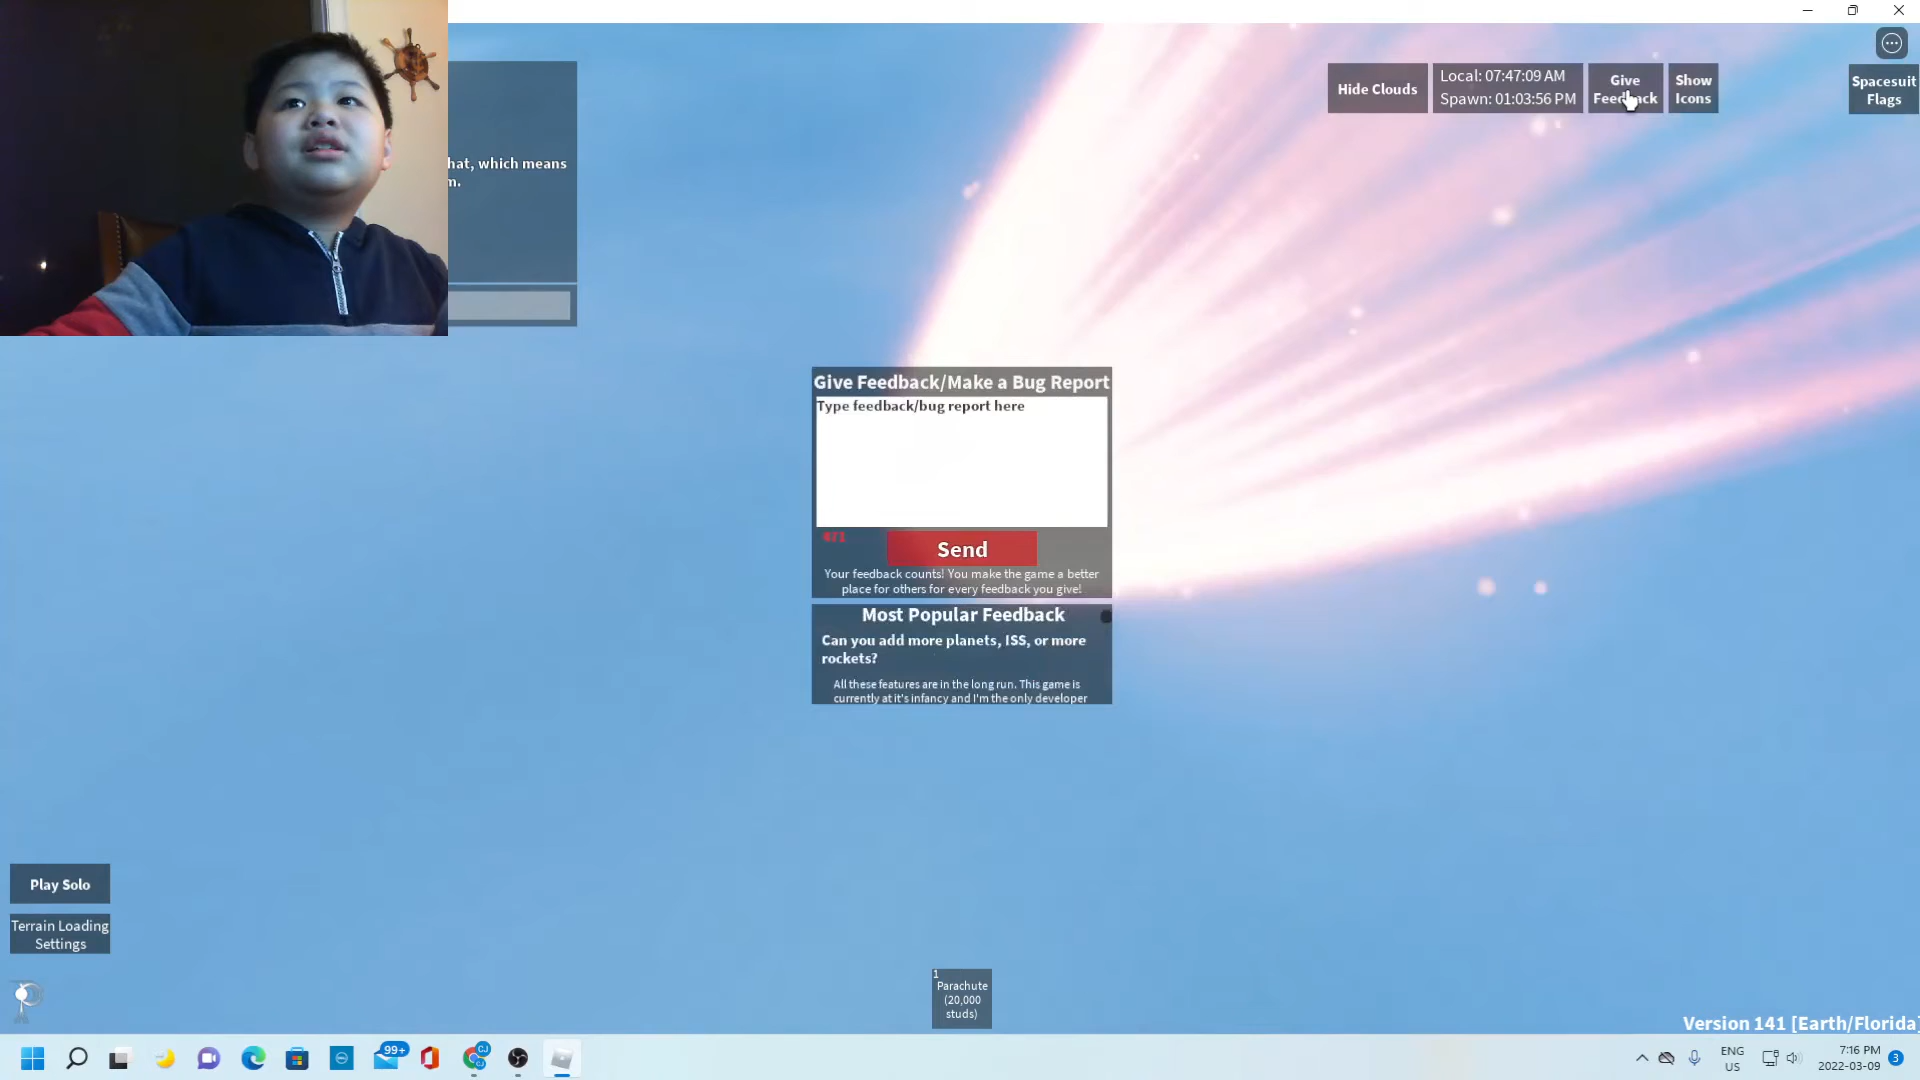 hat, which means
m.
Hide Clouds
Local: 07:47:09 AM
Spawn: 01:03:56 PM
Give
Feedback
Show
Icons
Spacesuit
Flags
Give Feedback/Make a Bug Report
Type feedback/bug report here
Send
Your feedback counts! You make the game a better
place for others for every feedback you give!
Most Popular Feedback
Can you add more planets, ISS, or more
rockets?
All these features are in the long run. This game is
currently at it's infancy and I'm the only developer
Play Solo
Terrain Loading
Settings
1
Parachute
(20,000
studs)
Version 141 [Earth/Florida]
99+
CJ
CJ
ENG
US
7:16 PM
2022-03-09
3